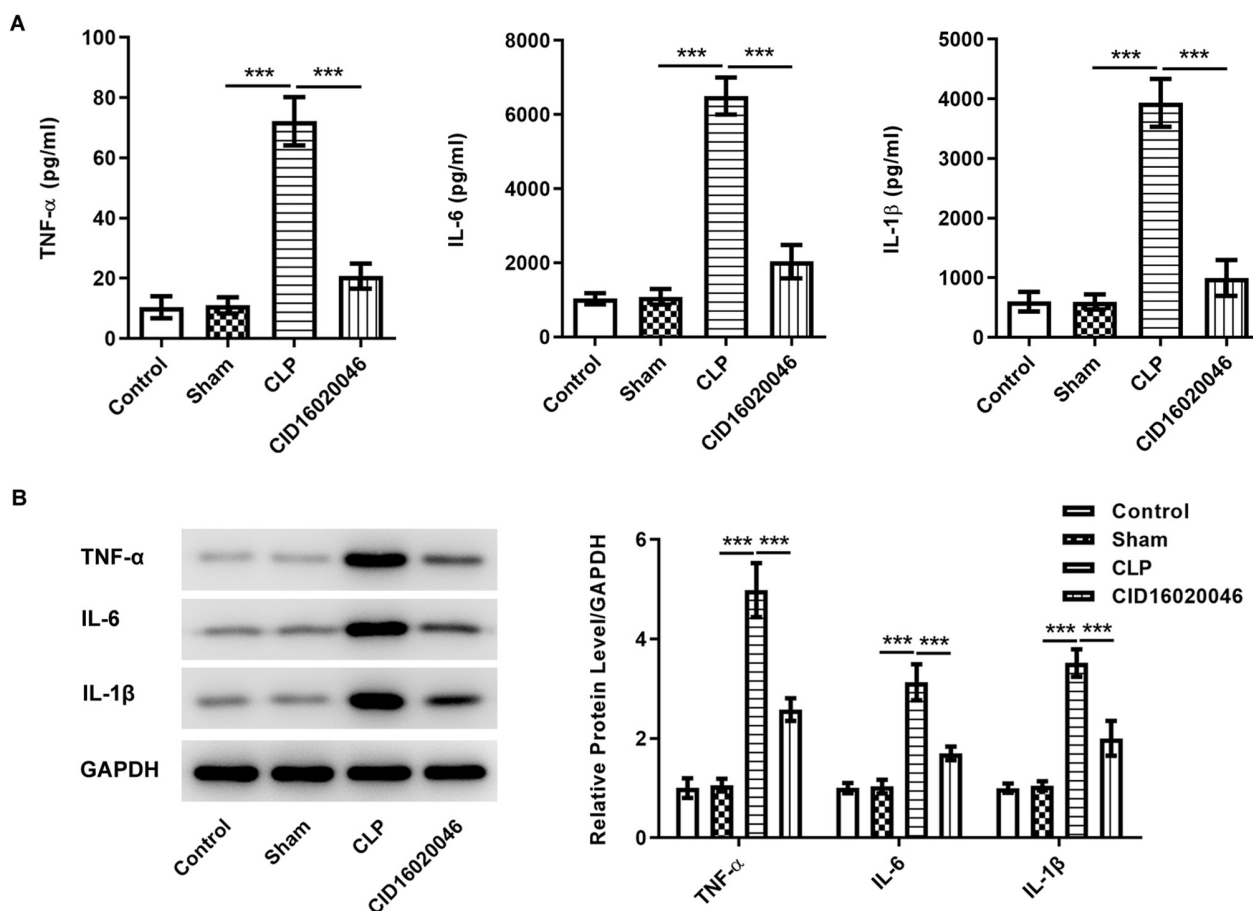 A
TNF-α (pg/ml)
100
80
60
40
20
0
*** ***
Control
Sham
CLP
CID16020046
IL-6 (pg/ml)
8000
6000
4000
2000
0
*** ***
Control
Sham
CLP
CID16020046
IL-1β (pg/ml)
5000
4000
3000
2000
1000
0
*** ***
Control
Sham
CLP
CID16020046
B
TNF-α
IL-6
IL-1β
GAPDH
Control
Sham
CLP
CID16020046
Relative Protein Level/GAPDH
6
4
2
0
*** ***
*** ***
*** ***
TNF-α
IL-6
IL-1β
Control
Sham
CLP
CID16020046